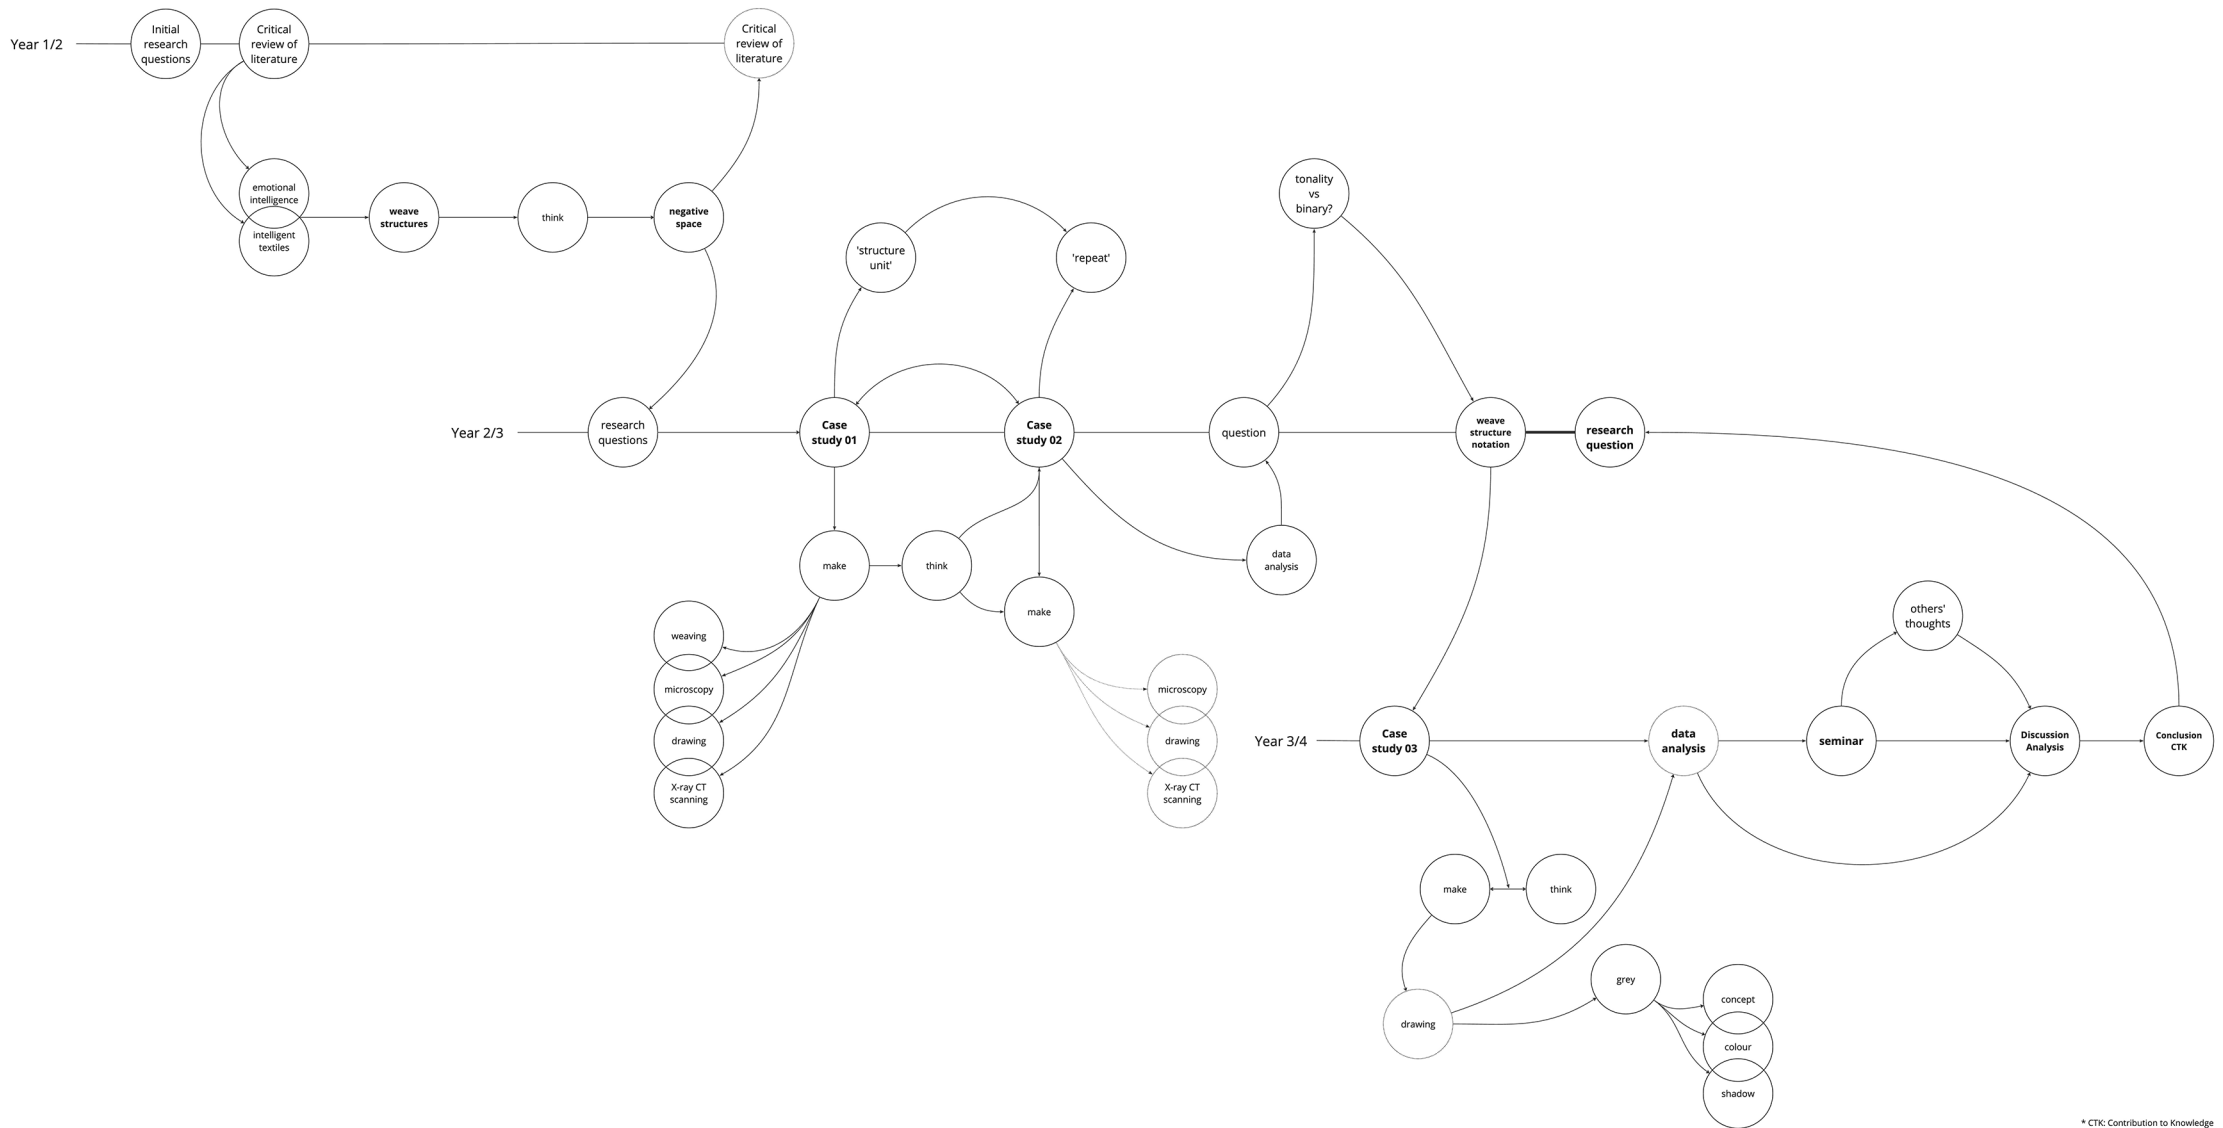 Year 1/2
Initial
research
questions
Critical
review of
literature
Critical
review of
literature
emotional
intelligence
intelligent
textiles
weave
structures
think
negative
space
'structure
unit'
'repeat'
tonality
vs
binary?
Year 2/3
research
questions
Case
study 01
Case
study 02
question
weave
structure
notation
research
question
make
think
make
data
analysis
weaving
microscopy
drawing
X-ray CT
scanning
microscopy
drawing
X-ray CT
scanning
others'
thoughts
Year 3/4
Case
study 03
data
analysis
seminar
Discussion
Analysis
Conclusion
CTK
make
think
drawing
grey
concept
colour
shadow
* CTK: Contribution to Knowledge